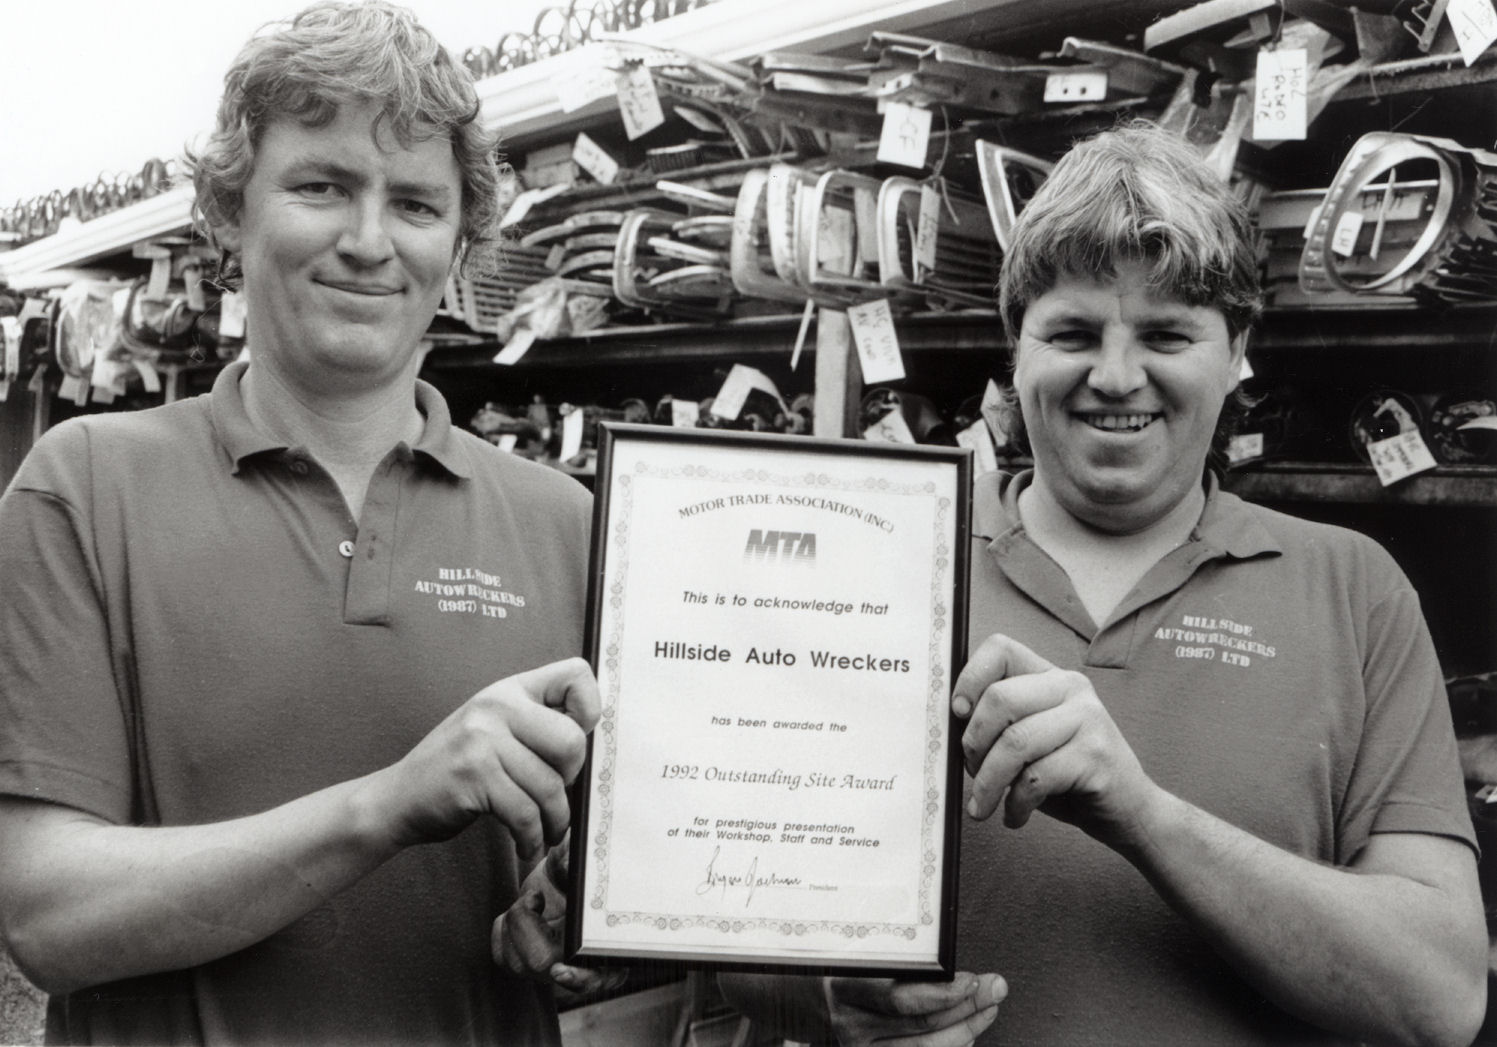 MOTOR TRADE ASSOCIATION (INC)
MTA
This is to acknowledge that
Hillside Auto Wreckers
has been awarded the
1992 Outstanding Site Award
for prestigious presentation
of their Workshop, Staff and Service
President
HILLSIDE
AUTOWRECKERS
(1987) LTD
HILLSIDE
AUTOWRECKERS
(1987) LTD
LH